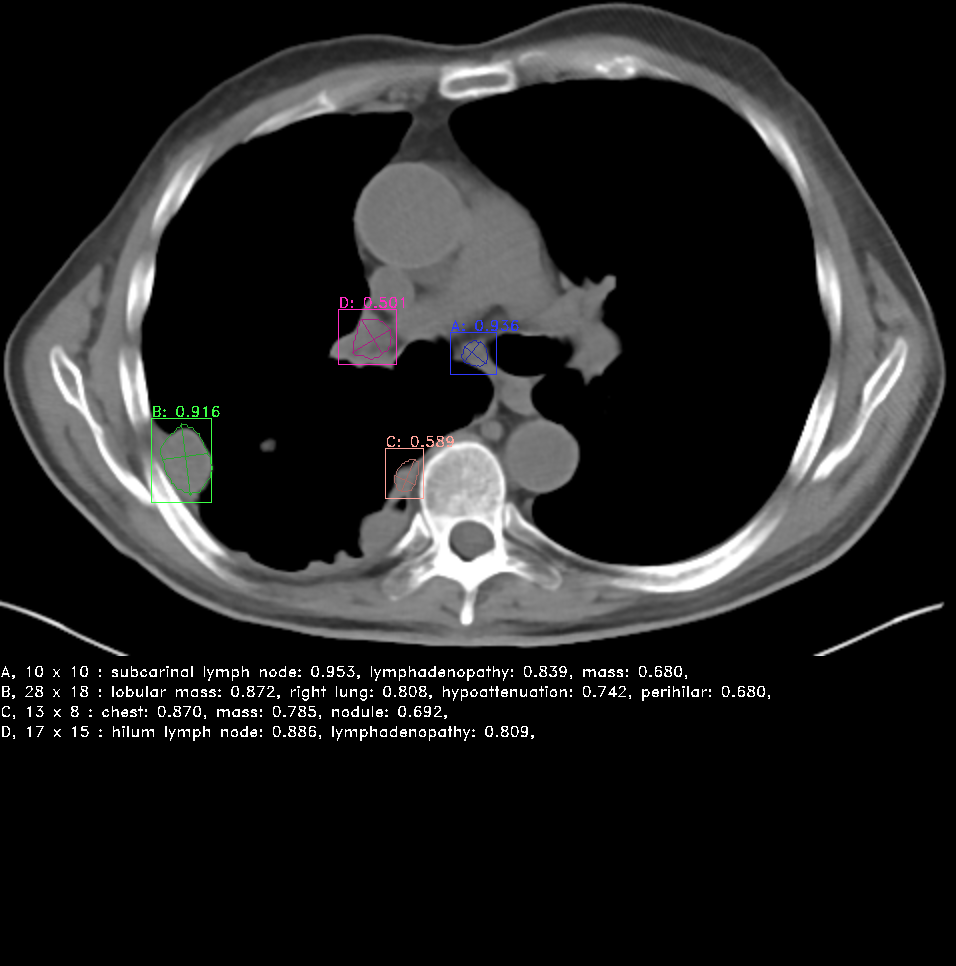 D: 0.50
B: 0.916
C: 0.589
A, 10 x 10 : subcarinal lymph node: 0.953, lymphadenopathy: 0.839, mass: 0.680,
B, 28 x 18 : lobular mass: 0.872, right lung: 0.808, hypoattenuation: 0.742, perihilar: 0.680,
C, 13 x 8 : chest: 0.870, mass: 0.785, nodule: 0.692,
D, 17 x 15 : hilum lymph node: 0.886, lymphadenopathy: 0.809,